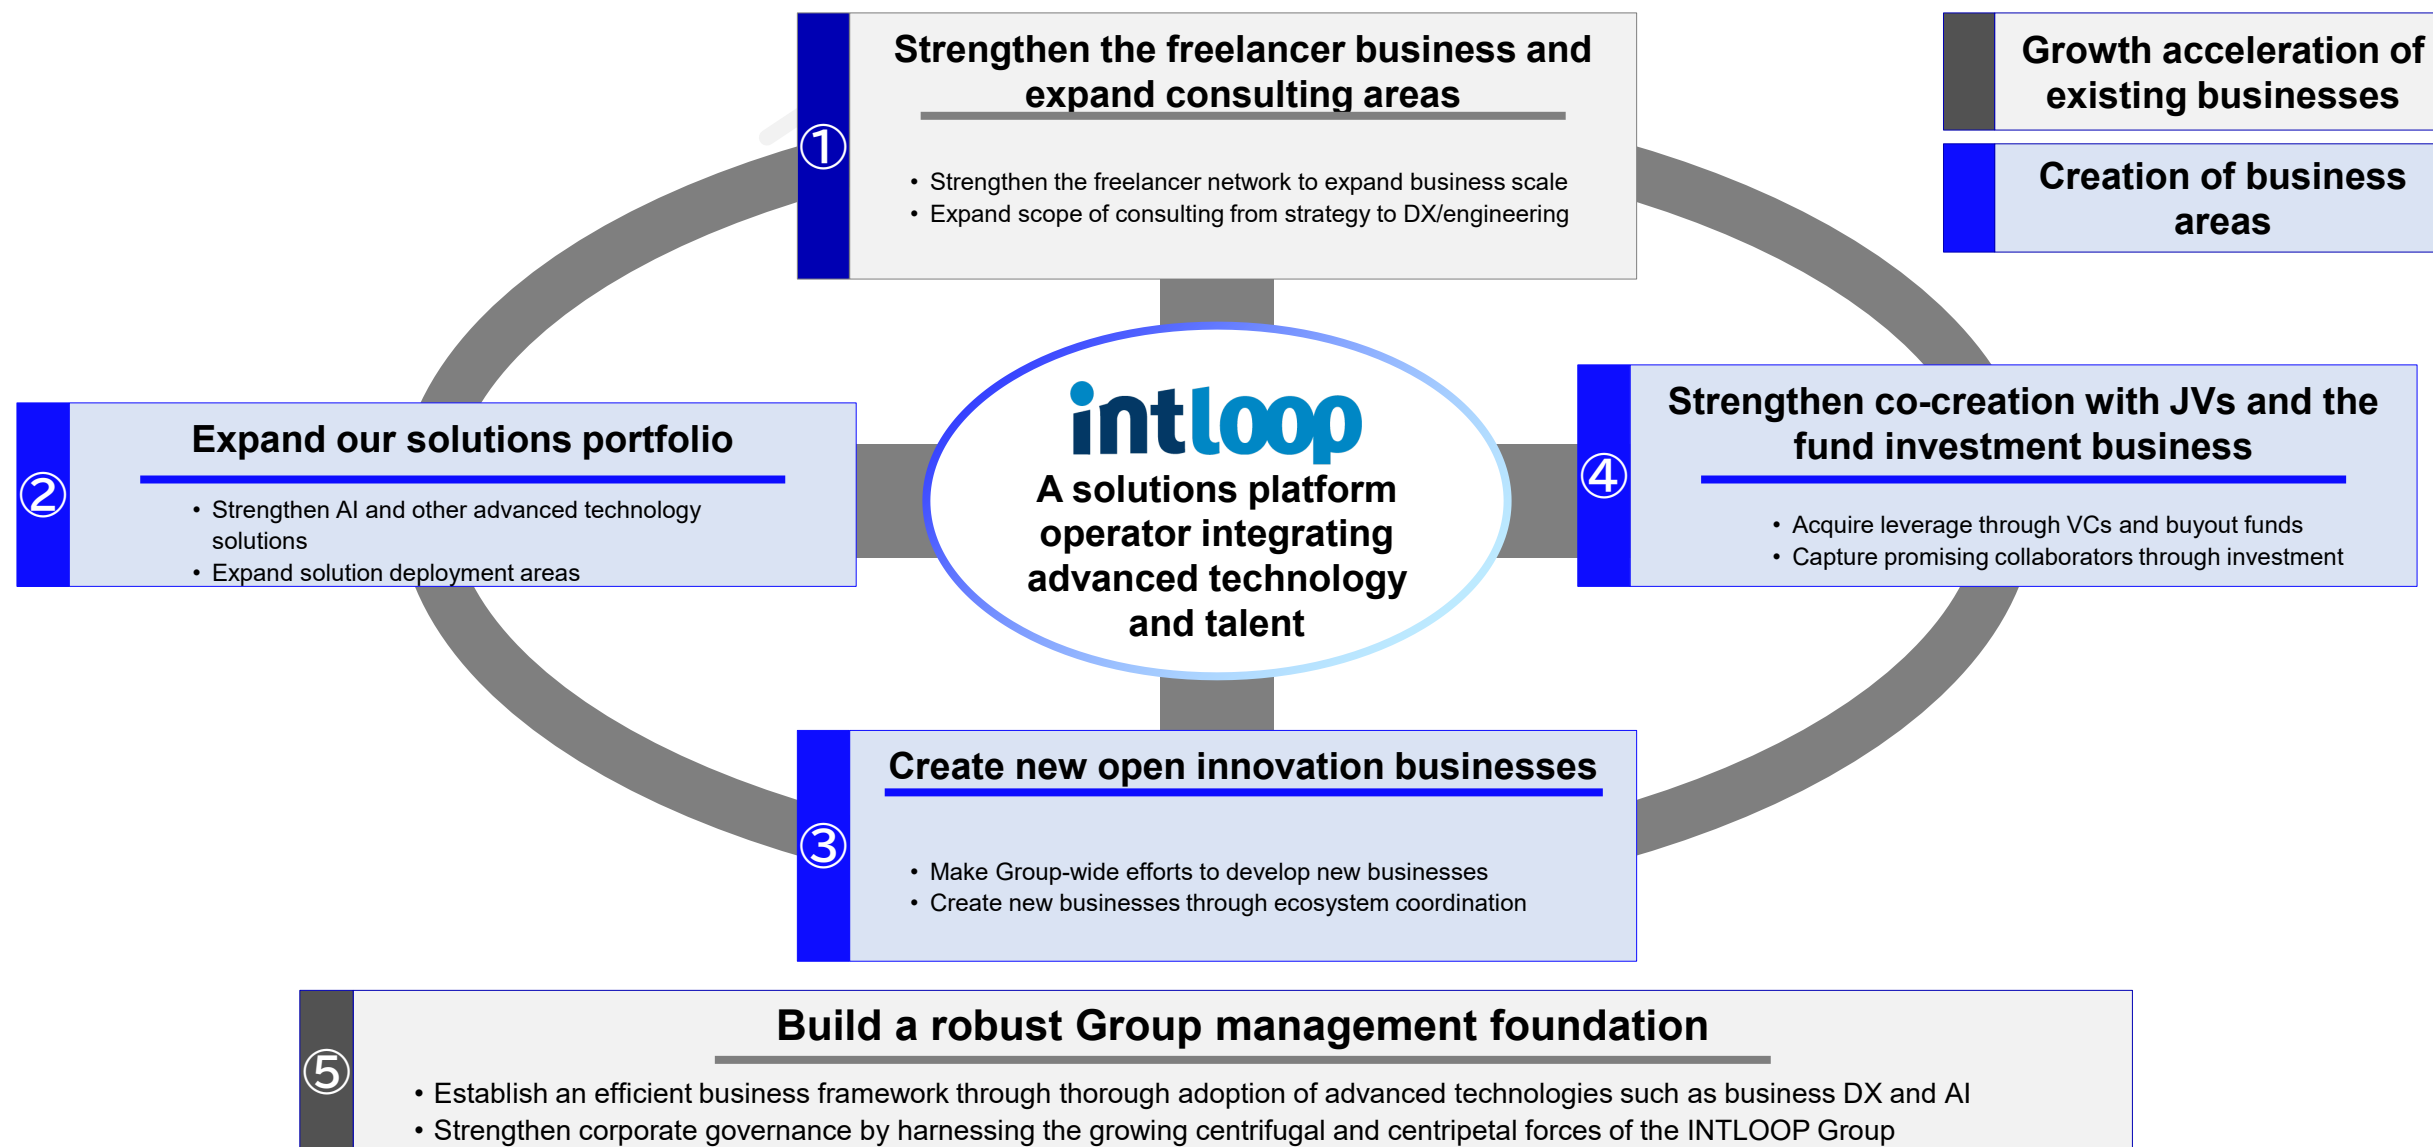 Strengthen the freelancer business and
expand consulting areas
①
• Strengthen the freelancer network to expand business scale
• Expand scope of consulting from strategy to DX/engineering
Growth acceleration of
existing businesses
Creation of business
areas
Expand our solutions portfolio
②
• Strengthen AI and other advanced technology
solutions
• Expand solution deployment areas
intloop
A solutions platform
operator integrating
advanced technology
and talent
Strengthen co-creation with JVs and the
fund investment business
④
• Acquire leverage through VCs and buyout funds
• Capture promising collaborators through investment
Create new open innovation businesses
③
• Make Group-wide efforts to develop new businesses
• Create new businesses through ecosystem coordination
Build a robust Group management foundation
⑤
• Establish an efficient business framework through thorough adoption of advanced technologies such as business DX and AI
• Strengthen corporate governance by harnessing the growing centrifugal and centripetal forces of the INTLOOP Group